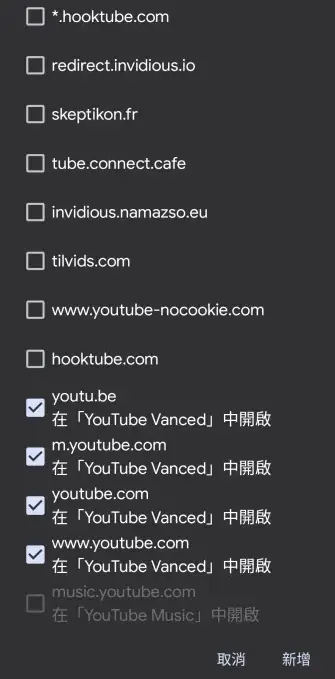 *.hooktube.com
redirect.invidious.io
skeptikon.fr
tube.connect.cafe
invidious.namazso.eu
tilvids.com
www.youtube-nocookie.com
hooktube.com
youtu.be
在「YouTube Vanced」中開啟
m.youtube.com
在「YouTube Vanced」中開啟
youtube.com
在「YouTube Vanced」中開啟
www.youtube.com
在「YouTube Vanced」中開啟
music.youtube.com
在「YouTube Music」中開啟
取消 新增